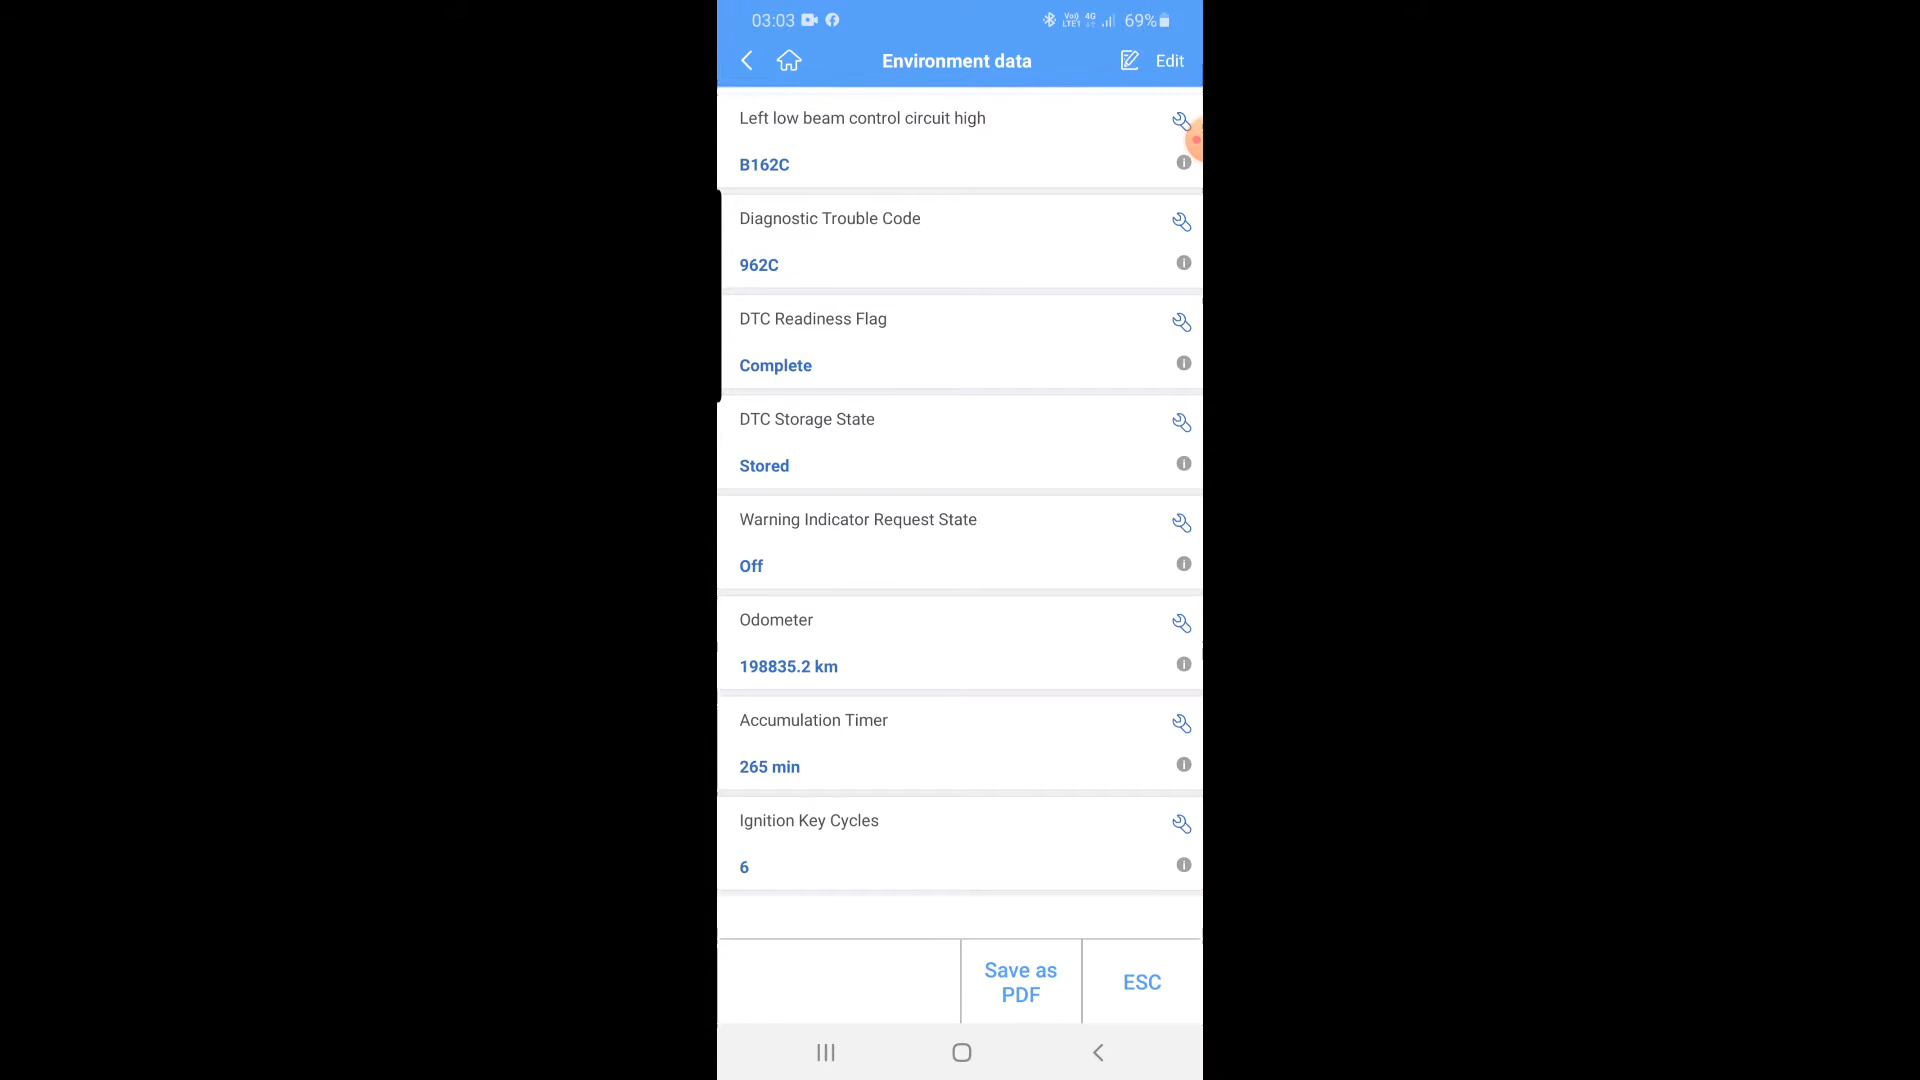 03:03 69%
VoLTE1 4G
Environment data Edit
Left low beam control circuit high
B162C
Diagnostic Trouble Code
962C
DTC Readiness Flag
Complete
DTC Storage State
Stored
Warning Indicator Request State
Off
Odometer
198835.2 km
Accumulation Timer
265 min
Ignition Key Cycles
6
Save as
PDF
ESC